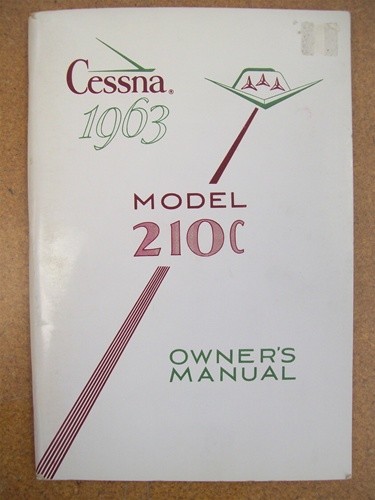 Cessna®
1963
MODEL
210C
OWNER'S
MANUAL